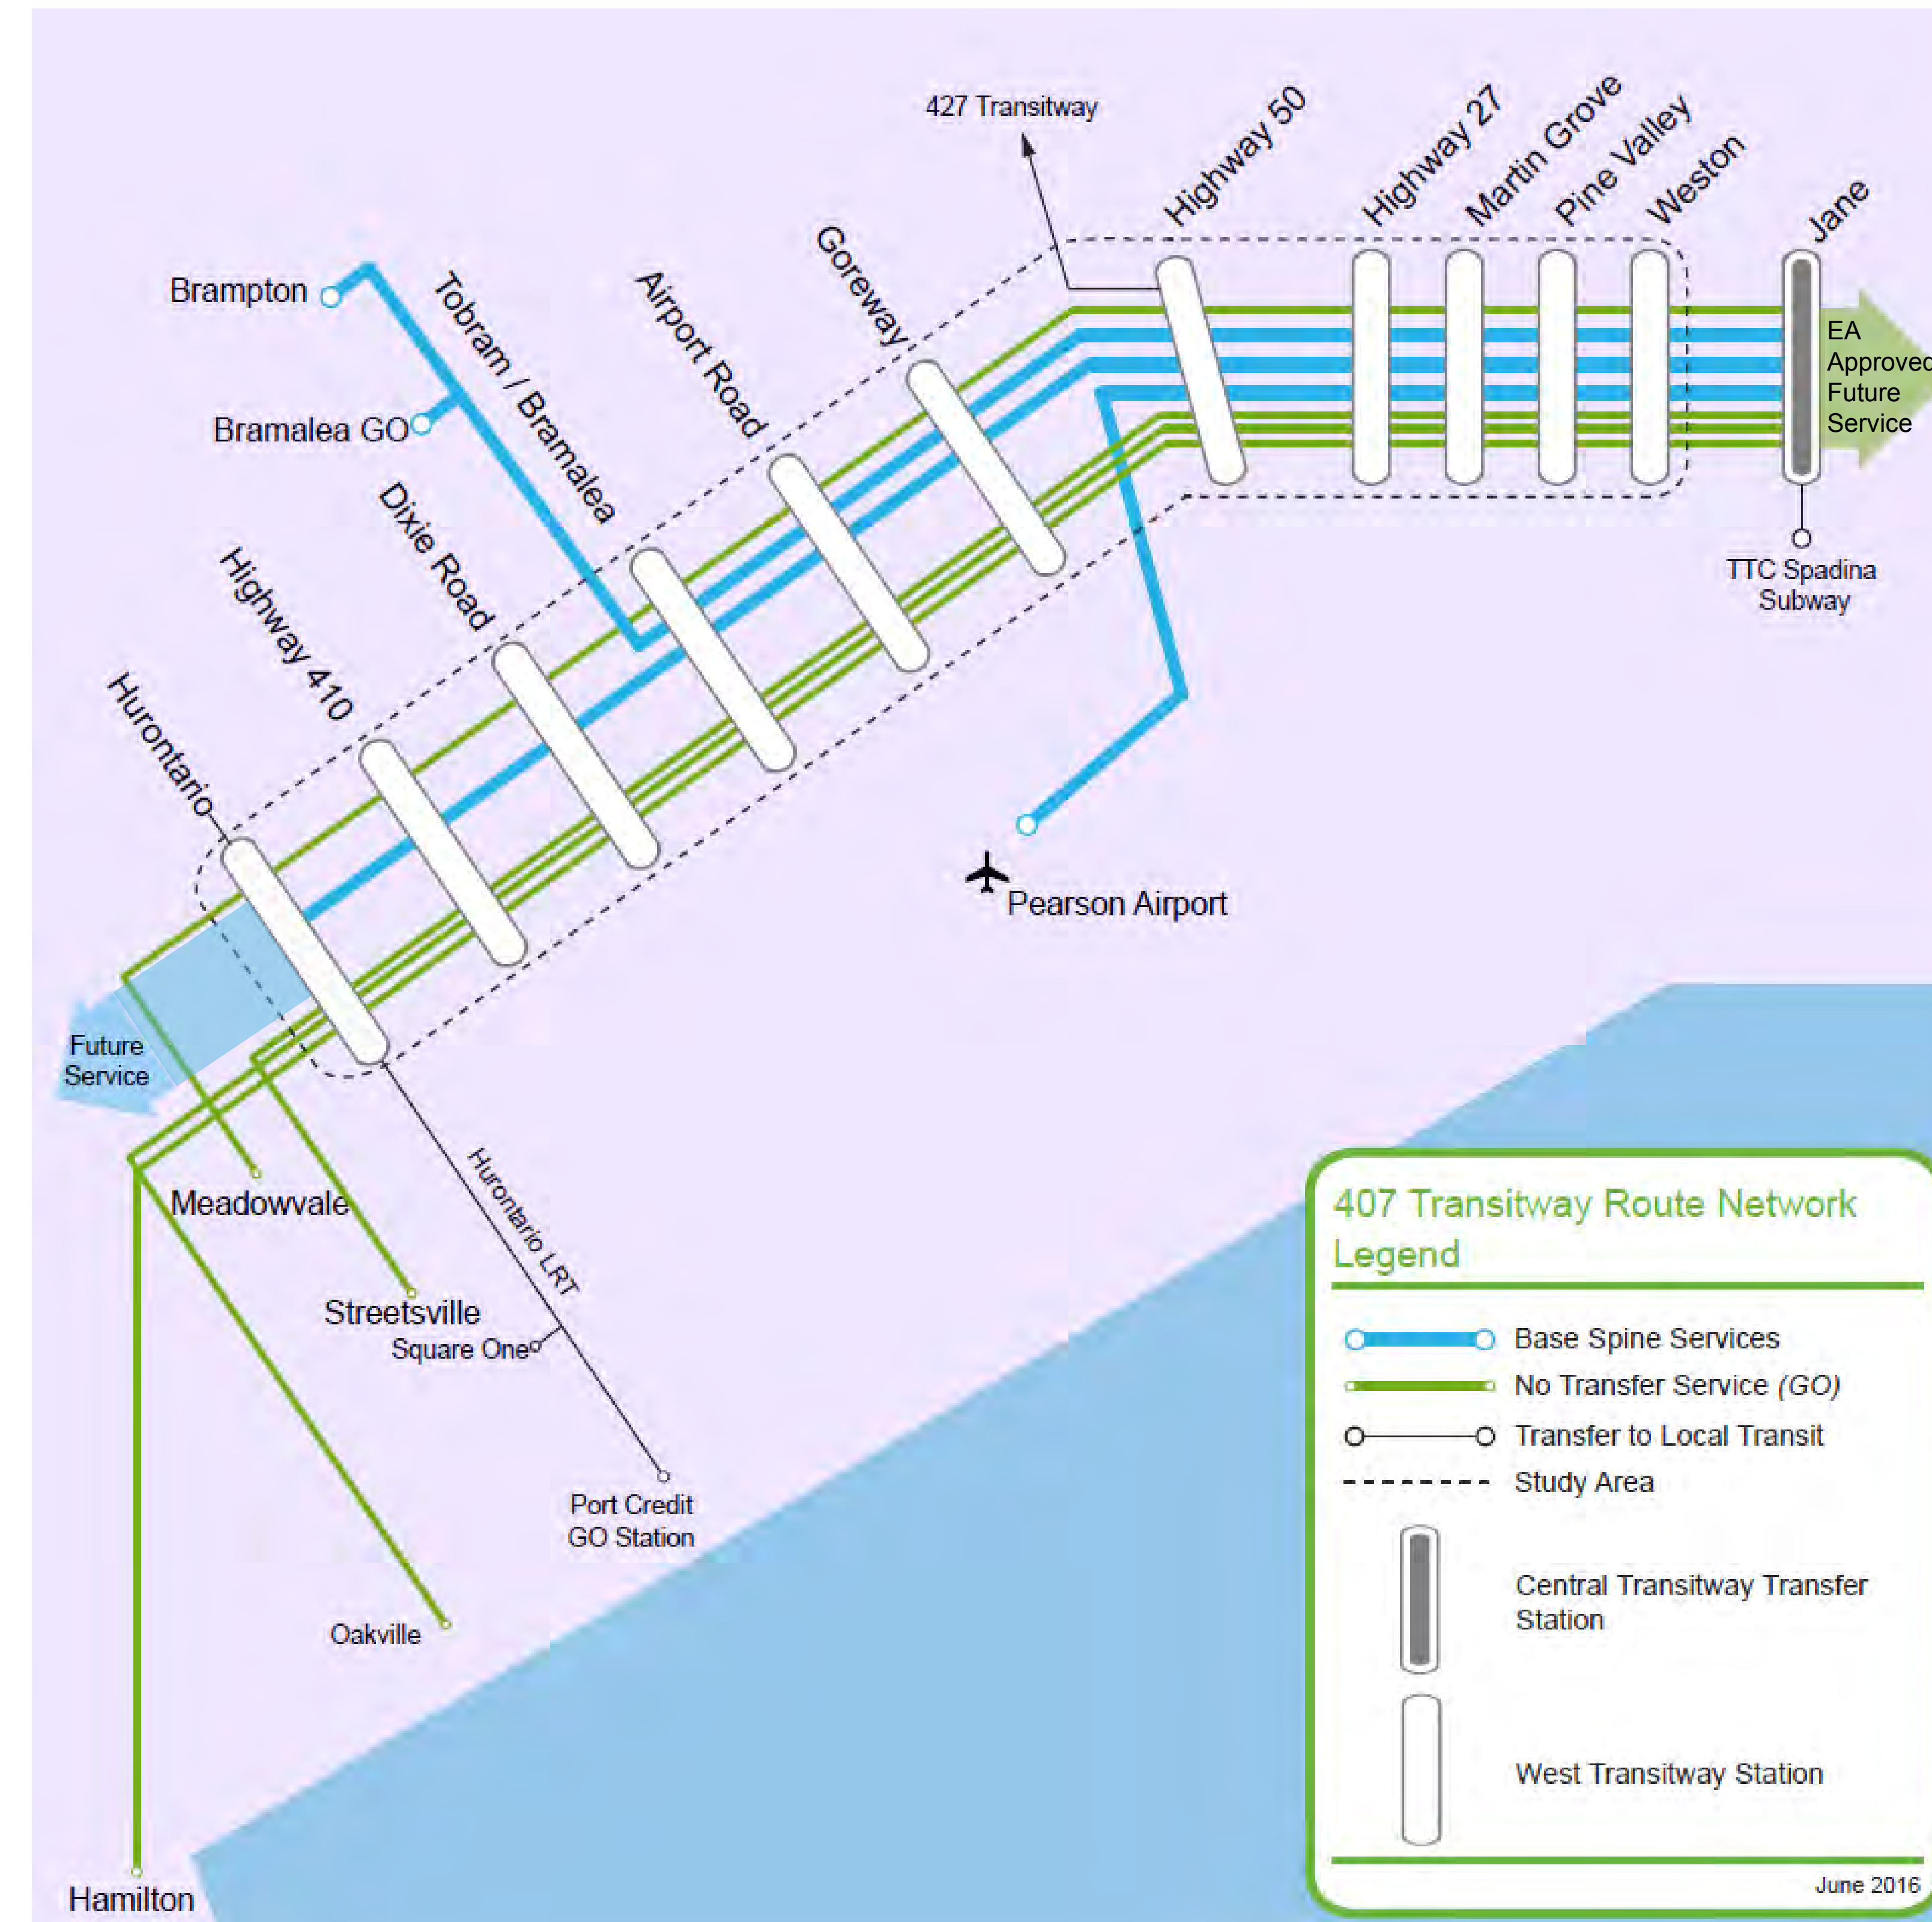 427 Transitway
Highway 50
Highway 27
Martin Grove
Pine Valley
Weston
Jane
Goreway
Airport Road
Tobram / Bramalea
Dixie Road
Highway 410
Hurontario
Brampton
Bramalea GO
EA
Approved
Future
Service
TTC Spadina
Subway
Pearson Airport
Future
Service
Meadowvale
Streetsville
Square One
Hurontario LRT
Port Credit
GO Station
Oakville
Hamilton
407 Transitway Route Network
Legend
Base Spine Services
No Transfer Service (GO)
Transfer to Local Transit
Study Area
Central Transitway Transfer
Station
West Transitway Station
June 2016